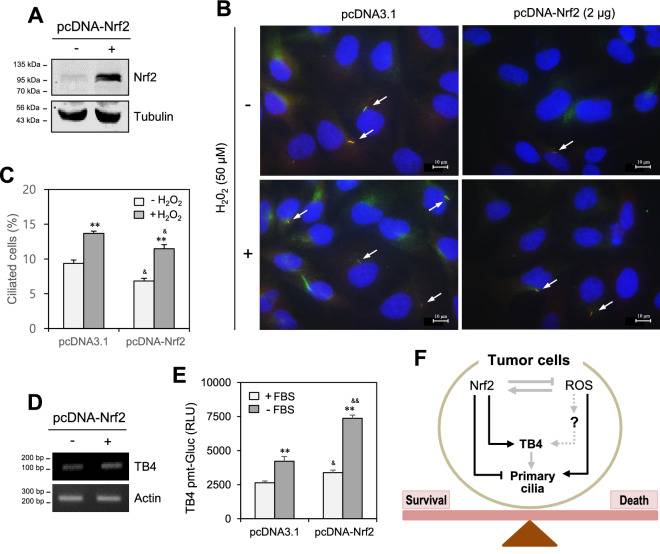 A
pcDNA-Nrf2
- +
135 kDa
95 kDa
70 kDa
Nrf2
56 kDa
43 kDa
Tubulin
B
pcDNA3.1
pcDNA-Nrf2 (2 µg)
H2O2 (50 µM)
-
+
10 µm
10 µm
10 µm
10 µm
C
Ciliated cells (%)
20
15
10
5
0
- H2O2
+ H2O2
**
&
&
**
pcDNA3.1
pcDNA-Nrf2
D
pcDNA-Nrf2
- +
200 bp
100 bp
TB4
300 bp
200 bp
Actin
E
TB4 pmt-Gluc (RLU)
10000
7500
5000
2500
0
+ FBS
- FBS
**
&
&&
**
pcDNA3.1
pcDNA-Nrf2
F
Tumor cells
Nrf2
ROS
?
TB4
Primary
cilia
Survival
Death